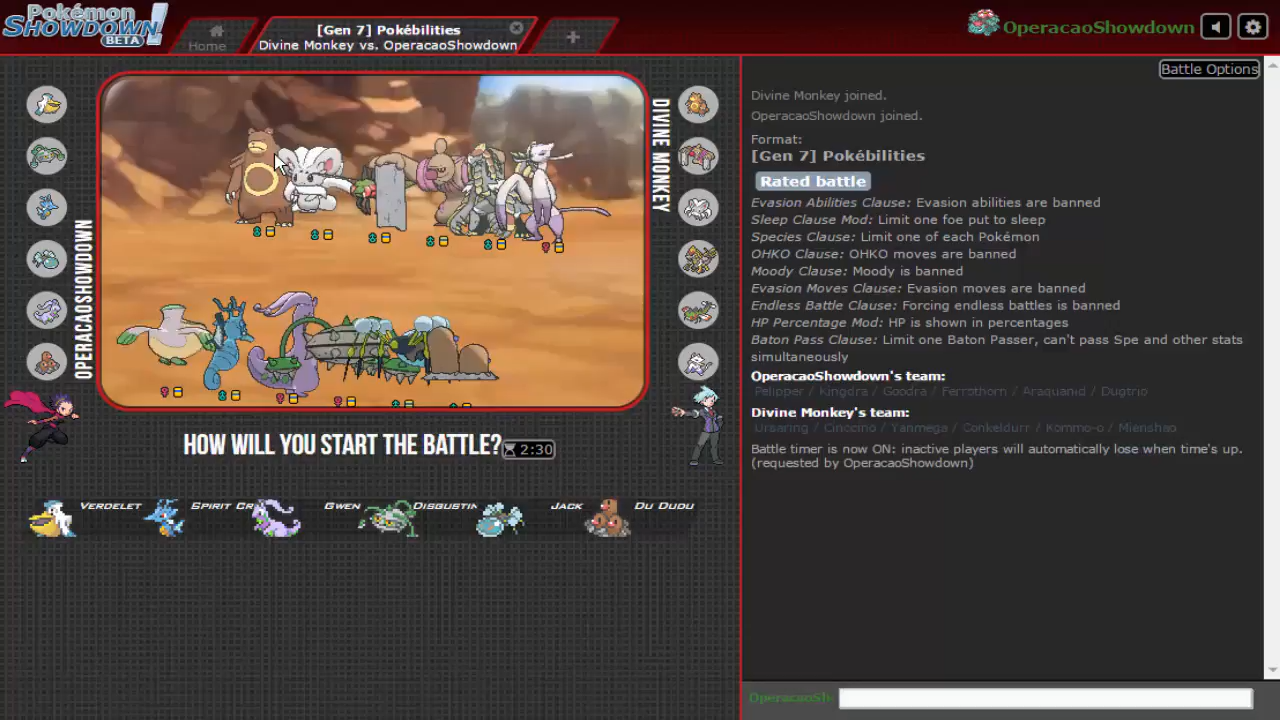 Pokémon
SHOWDOWN!
BETA
Home
[Gen 7] Pokébilities
Divine Monkey vs. OperacaoShowdown
OperacaoShowdown
OPERACAOSHOWDOWN
DIVINE MONKEY
HOW WILL YOU START THE BATTLE? 2:30
VERDELET
SPIRIT CR
GWEN
DISGUSTIN
JACK
DU DUDU
Battle Options
Divine Monkey joined.
OperacaoShowdown joined.
Format:
[Gen 7] Pokébilities
Rated battle
Evasion Abilities Clause: Evasion abilities are banned
Sleep Clause Mod: Limit one foe put to sleep
Species Clause: Limit one of each Pokémon
OHKO Clause: OHKO moves are banned
Moody Clause: Moody is banned
Evasion Moves Clause: Evasion moves are banned
Endless Battle Clause: Forcing endless battles is banned
HP Percentage Mod: HP is shown in percentages
Baton Pass Clause: Limit one Baton Passer, can't pass Spe and other stats
simultaneously
OperacaoShowdown's team:
Pelipper / Kingdra / Goodra / Ferrothorn / Araquanid / Dugtrio
Divine Monkey's team:
Ursaring / Cinccino / Yanmega / Conkeldurr / Kommo-o / Mienshao
Battle timer is now ON: inactive players will automatically lose when time's up.
(requested by OperacaoShowdown)
OperacaoSh